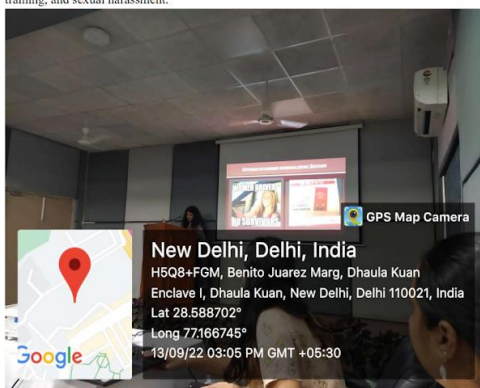 training, and sexual harassment.
WOMEN DRIVERS
NO SURVIVORS
GPS Map Camera
New Delhi, Delhi, India
H5Q8+FGM, Benito Juarez Marg, Dhaula Kuan
Enclave I, Dhaula Kuan, New Delhi, Delhi 110021, India
Lat 28.588702°
Long 77.166745°
13/09/22 03:05 PM GMT +05:30
Google